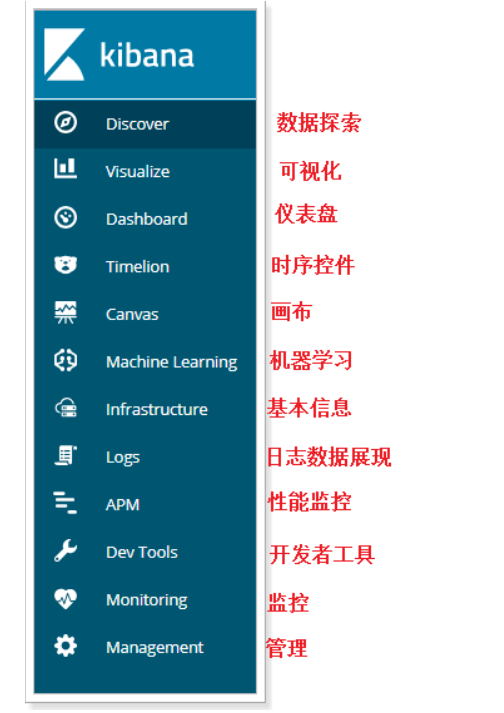 kibana
Discover 数据探索
Visualize 可视化
Dashboard 仪表盘
Timelion 时序控件
Canvas 画布
Machine Learning 机器学习
Infrastructure 基本信息
Logs 日志数据展现
APM 性能监控
Dev Tools 开发者工具
Monitoring 监控
Management 管理